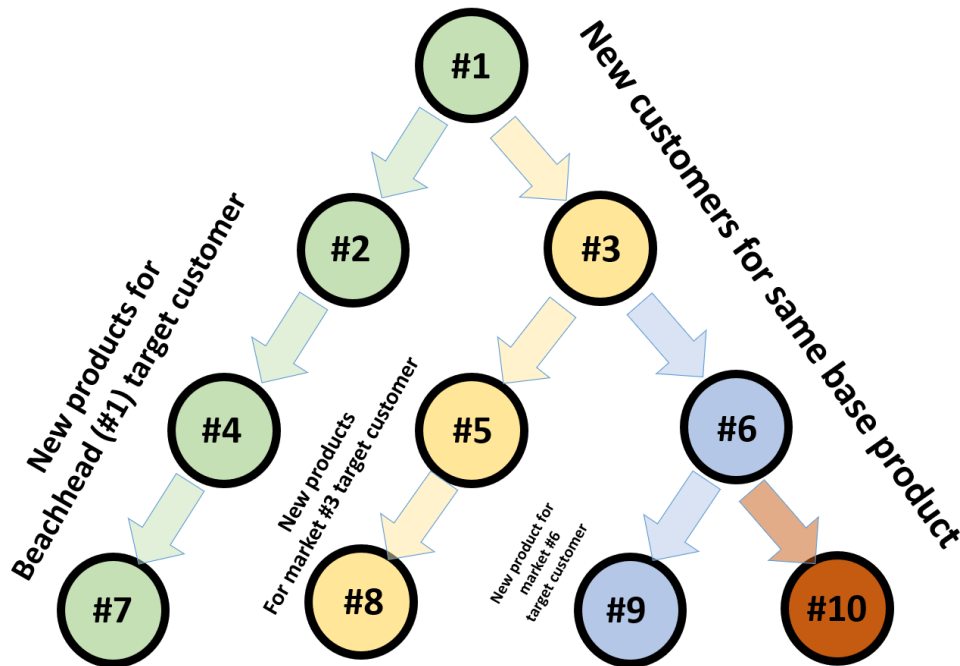 #1
New customers for same base product
#2
#3
New products for
Beachhead (#1) target customer
#4
#5
#6
New products
For market #3 target customer
New product for
market #6
target customer
#7
#8
#9
#10